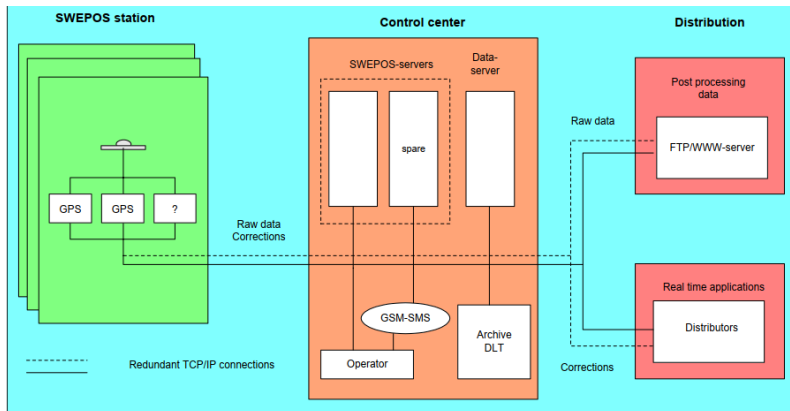 SWEPOS station
Control center
Distribution
SWEPOS-servers
Data-
server
spare
GPS
GPS
?
Raw data
Corrections
GSM-SMS
Operator
Archive
DLT
Post processing
data
Raw data
FTP/WWW-server
Real time applications
Distributors
Corrections
Redundant TCP/IP connections